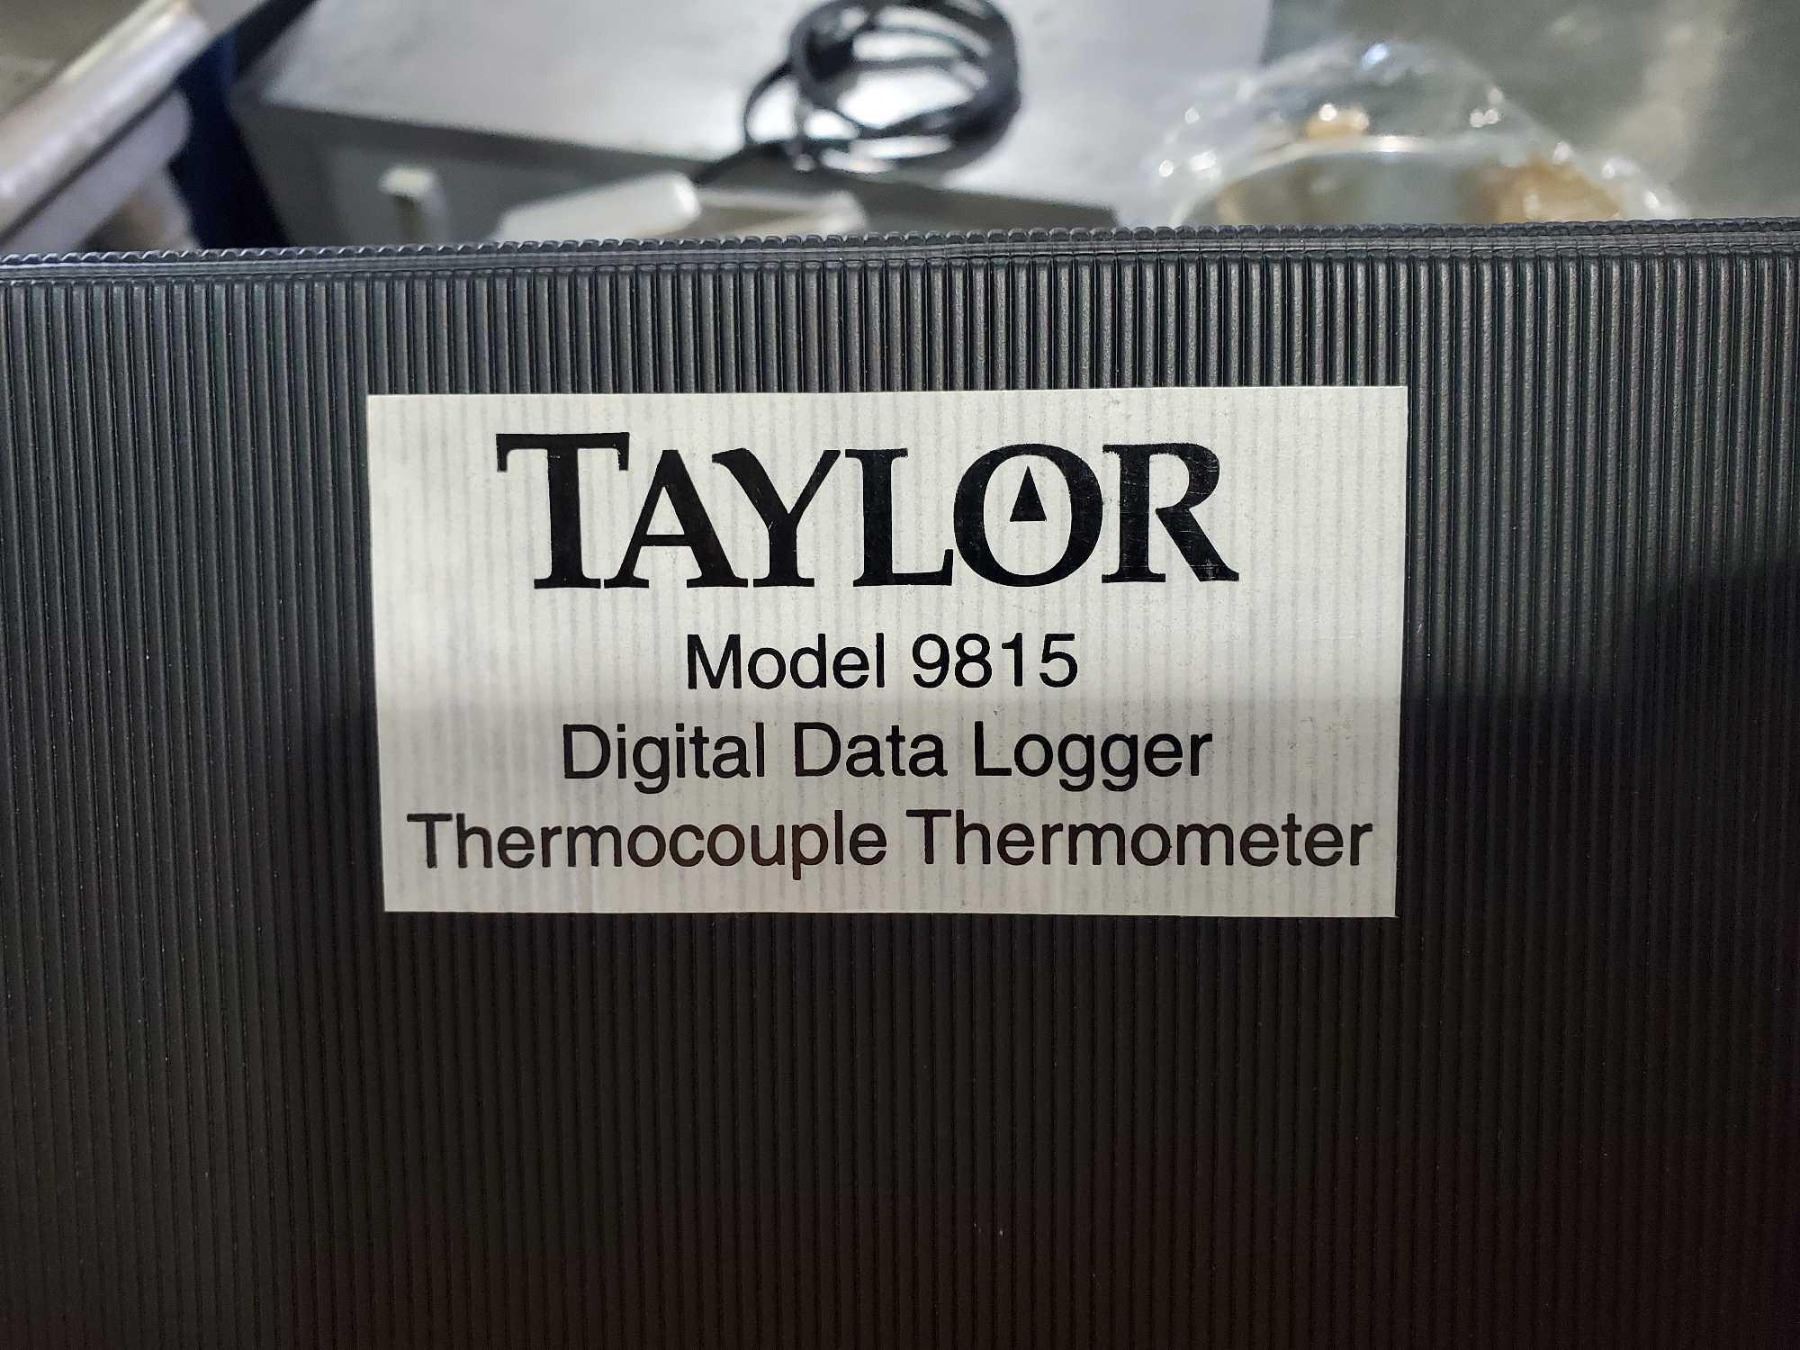 TAYLOR
Model 9815
Digital Data Logger
Thermocouple Thermometer